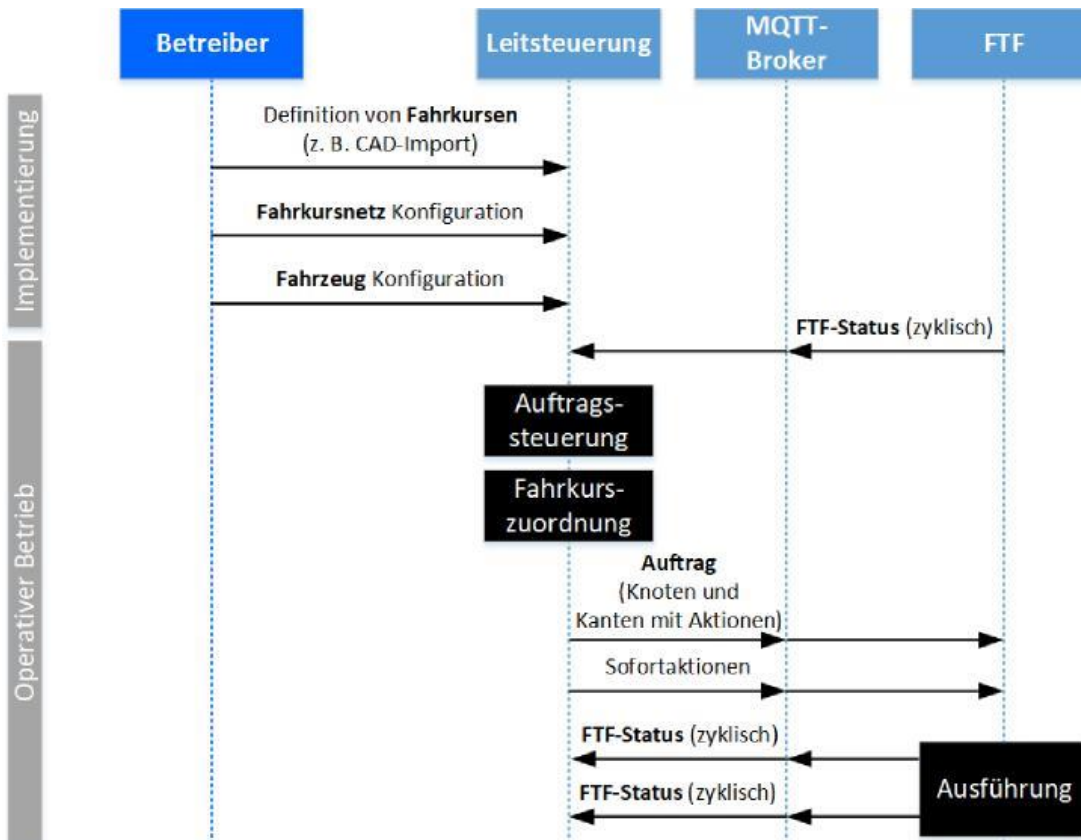 Betreiber
Leitsteuerung
MQTT-
Broker
FTF
Implementierung
Definition von Fahrkursen
(z. B. CAD-Import)
Fahrkursnetz Konfiguration
Fahrzeug Konfiguration
FTF-Status (zyklisch)
Operativer Betrieb
Auftrags-
steuerung
Fahrkurs-
zuordnung
Auftrag
(Knoten und
Kanten mit Aktionen)
Sofortaktionen
FTF-Status (zyklisch)
FTF-Status (zyklisch)
Ausführung